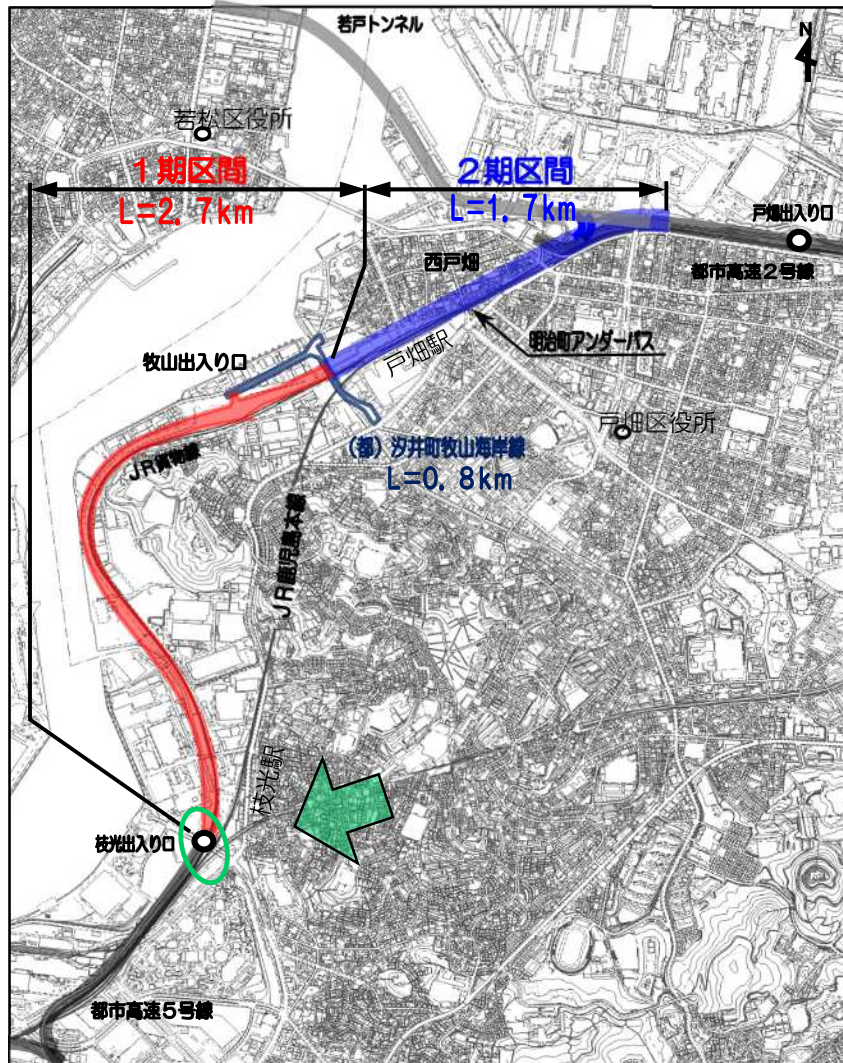 若戸トンネル
N
若松区役所
1期区間
L=2.7km
2期区間
L=1.7km
戸畑出入り口
都市高速2号線
西戸畑
明治町アンダーパス
戸畑駅
牧山出入り口
戸畑区役所
(都)汐井町牧山海岸線
L=0.8km
JR貨物線
JR鹿児島本線
枝光駅
枝光出入り口
都市高速5号線